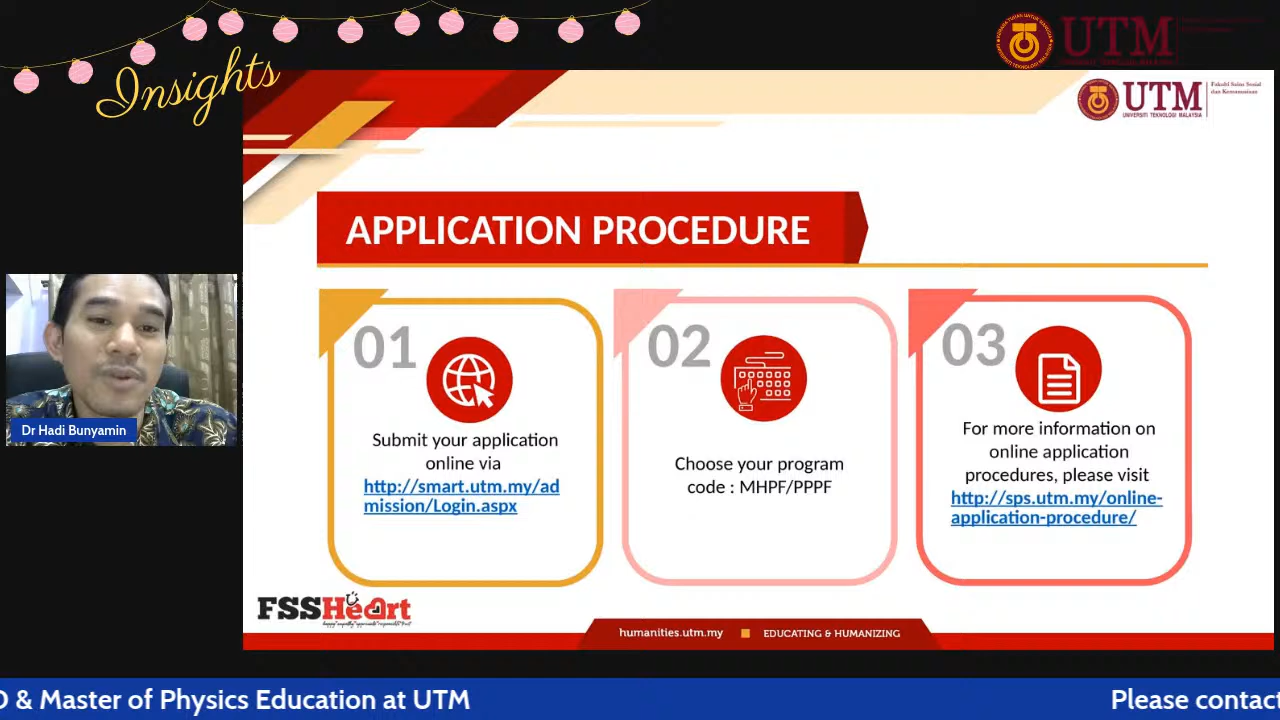 Insights
UTM
UNIVERSITI TEKNOLOGI MALAYSIA
UTM
UNIVERSITI TEKNOLOGI MALAYSIA
Fakulti Sains Sosial
dan Kemanusiaan
APPLICATION PROCEDURE
01
Submit your application
online via
http://smart.utm.my/ad
mission/Login.aspx
02
Choose your program
code : MHPF/PPPF
03
For more information on
online application
procedures, please visit
http://sps.utm.my/online-
application-procedure/
Dr Hadi Bunyamin
FSSHeart
humanities.utm.my
EDUCATING & HUMANIZING
D & Master of Physics Education at UTM
Please contact